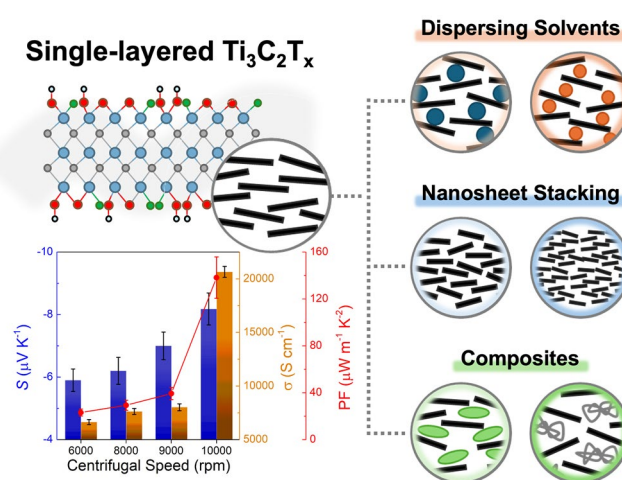 Single-layered Ti₃C₂Tₓ
Dispersing Solvents
Nanosheet Stacking
Composites
-10
-8
-6
-4
S (μV K⁻¹)
6000 8000 9000 10000
Centrifugal Speed (rpm)
20000
15000
10000
5000
σ (S cm⁻¹)
160
120
80
40
0
PF (μW m⁻¹ K⁻²)